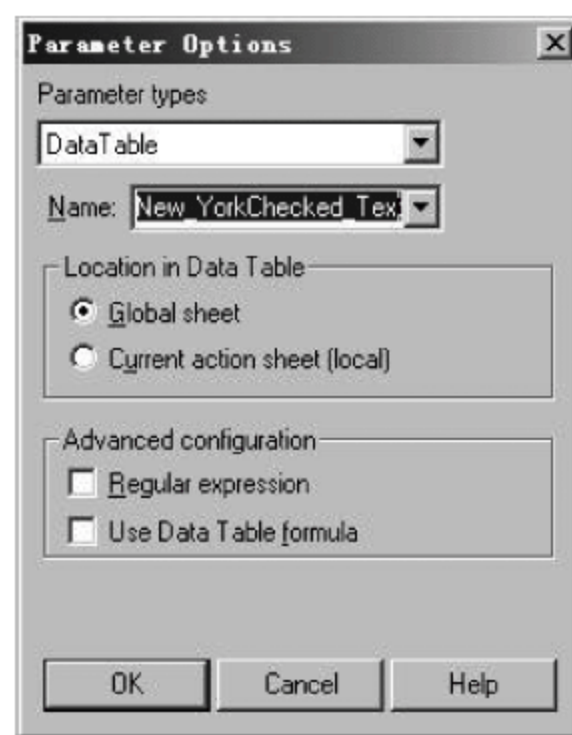 Parameter Options
Parameter types
DataTable
Name: New_YorkChecked_Tex
Location in Data Table
Global sheet
Current action sheet (local)
Advanced configuration
Regular expression
Use Data Table formula
OK Cancel Help